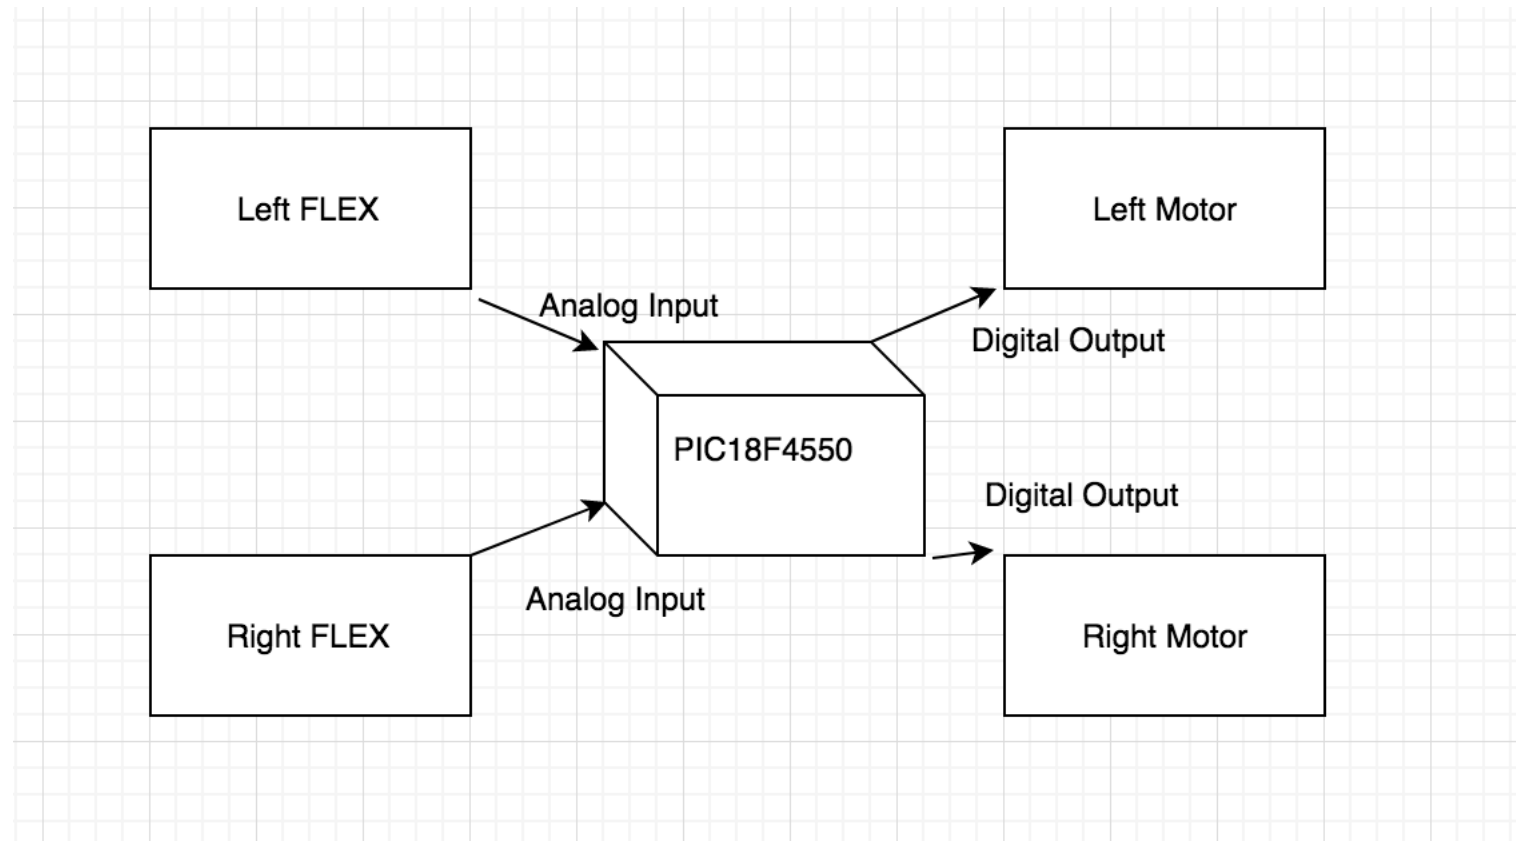 Left FLEX
Left Motor
Analog Input
Digital Output
PIC18F4550
Digital Output
Analog Input
Right FLEX
Right Motor